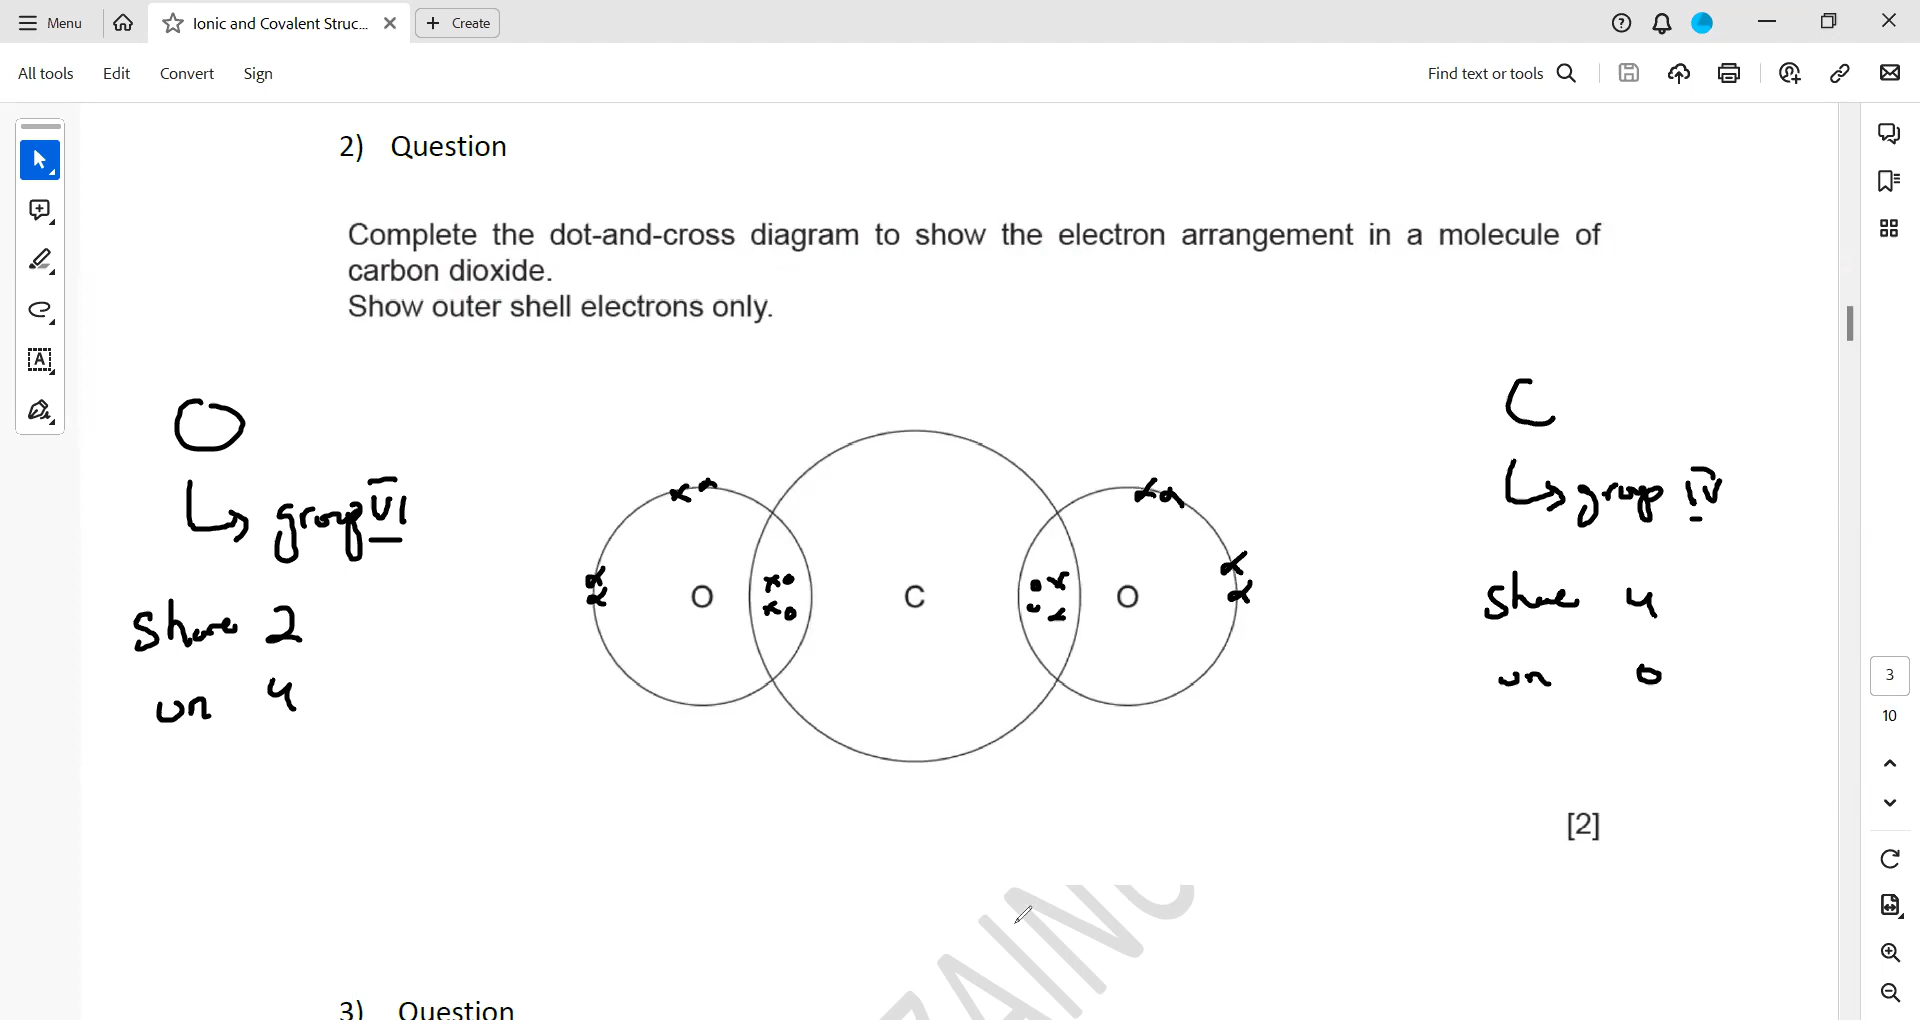 Menu
Ionic and Covalent Struc...
Create
All tools
Edit
Convert
Sign
Find text or tools
2) Question
Complete the dot-and-cross diagram to show the electron arrangement in a molecule of
carbon dioxide.
Show outer shell electrons only.
O
group VI
share 2
un 4
C
group IV
share 4
un 0
O
C
O
[2]
3
10
3) Question